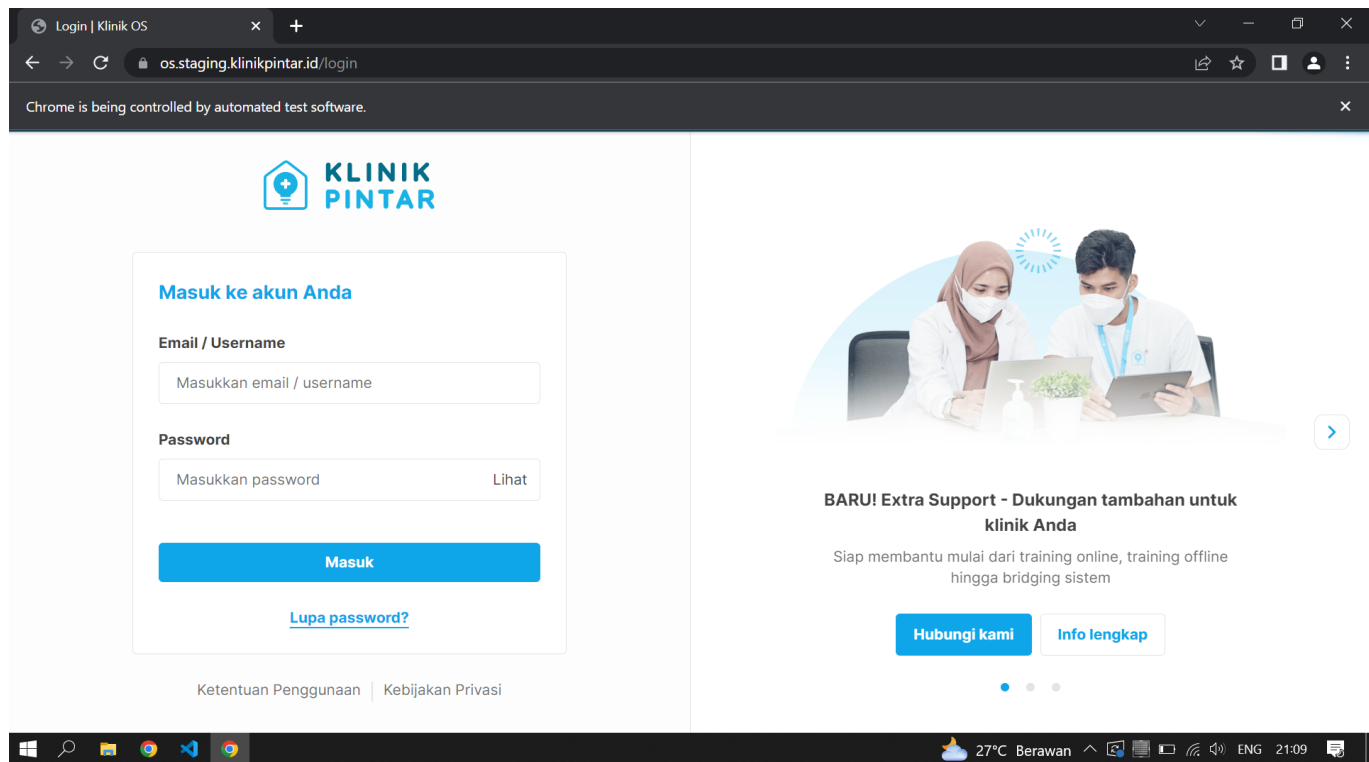 Login | Klinik OS
os.staging.klinikpintar.id/login
Chrome is being controlled by automated test software.
KLINIK
PINTAR
Masuk ke akun Anda
Email / Username
Masukkan email / username
Password
Masukkan password
Lihat
Masuk
Lupa password?
Ketentuan Penggunaan
Kebijakan Privasi
BARU! Extra Support - Dukungan tambahan untuk
klinik Anda
Siap membantu mulai dari training online, training offline
hingga bridging sistem
Hubungi kami
Info lengkap
27°C Berawan
ENG
21:09